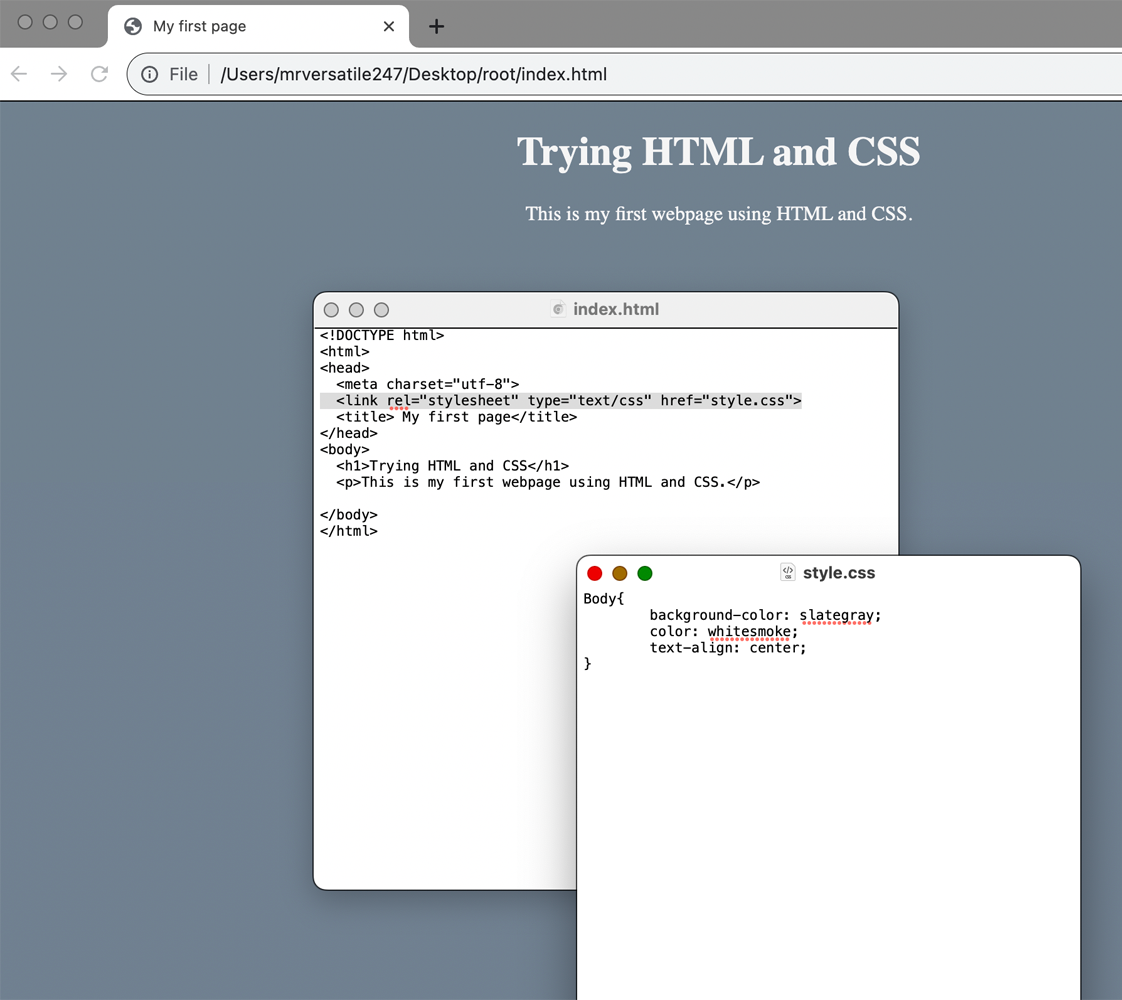 My first page
File /Users/mrversatile247/Desktop/root/index.html
Trying HTML and CSS
This is my first webpage using HTML and CSS.
index.html
<!DOCTYPE html>
<html>
<head>
  <meta charset="utf-8">
  <link rel="stylesheet" type="text/css" href="style.css">
  <title> My first page</title>
</head>
<body>
  <h1>Trying HTML and CSS</h1>
  <p>This is my first webpage using HTML and CSS.</p>

</body>
</html>
style.css
Body{
        background-color: slategray;
        color: whitesmoke;
        text-align: center;
}